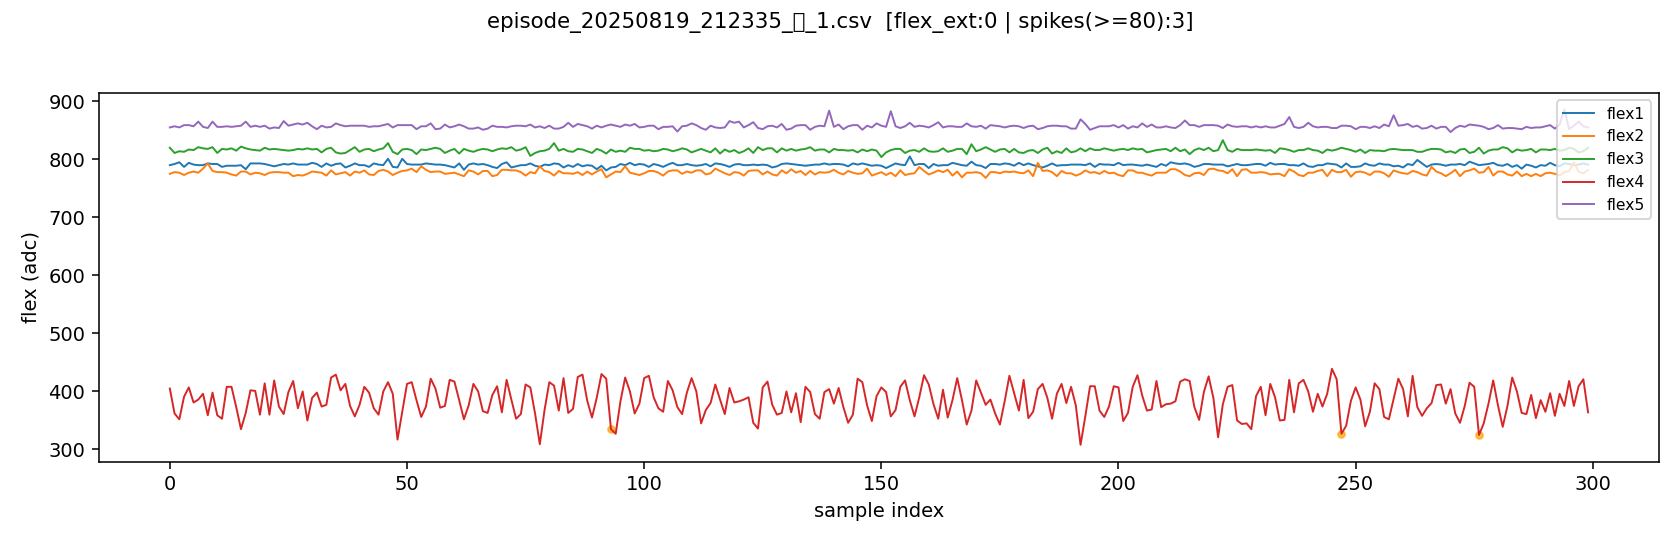 episode_20250819_212335_▯_1.csv  [flex_ext:0 | spikes(>=80):3]
900
800
700
600
500
400
300
flex (adc)
0 50 100 150 200 250 300
sample index
flex1
flex2
flex3
flex4
flex5